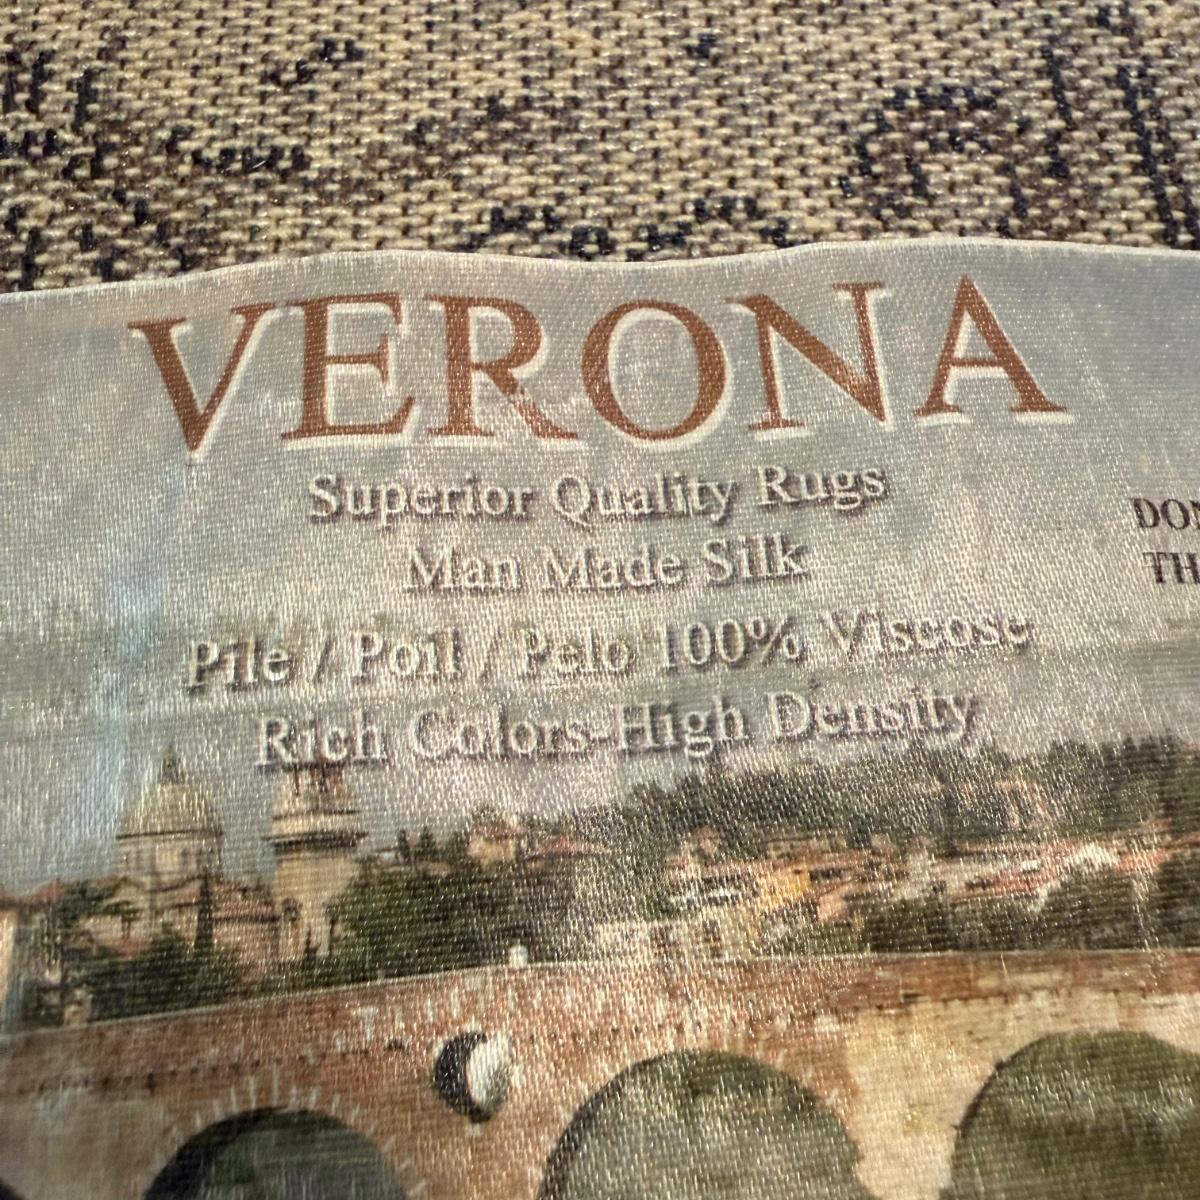 VERONA
Superior Quality Rugs
Man Made Silk
Pile / Poil / Pelo 100% Viscose
Rich Colors-High Density